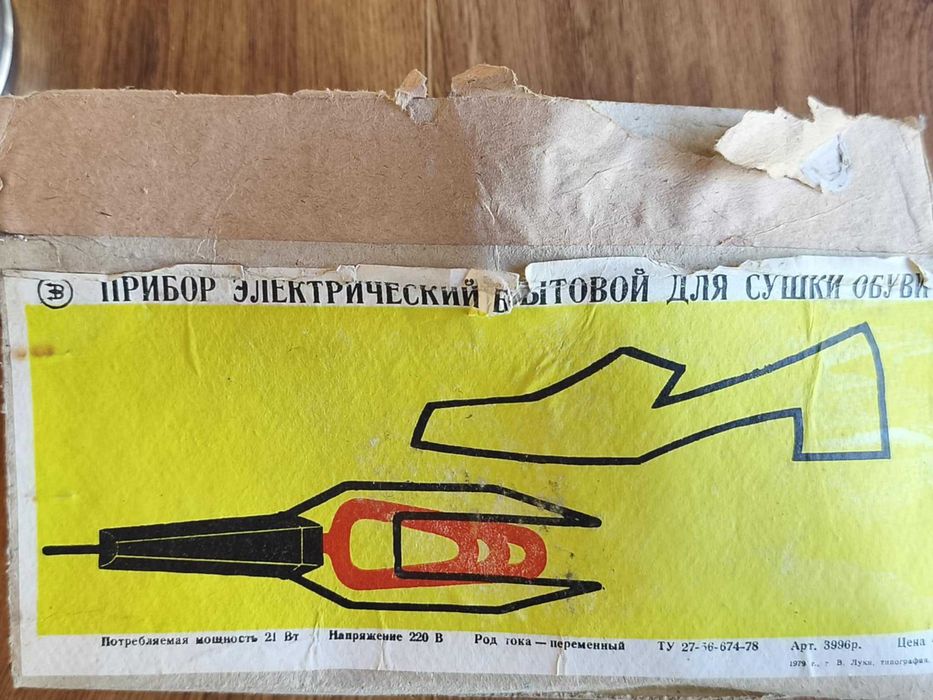 ПРИБОР ЭЛЕКТРИЧЕСКИЙ БЫТОВОЙ ДЛЯ СУШКИ ОБУВИ
Потребляемая мощность 21 Вт Напряжение 220 В Род тока — переменный ТУ 27-56-674-78 Арт. 3996р. Цена
1979 г., г В. Луки, типография.